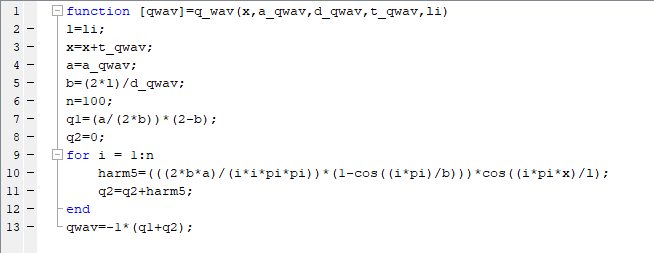 1 function [qwav]=q_wav(x,a_qwav,d_qwav,t_qwav,li)
2 l=li;
3 x=x+t_qwav;
4 a=a_qwav;
5 b=(2*l)/d_qwav;
6 n=100;
7 q1=(a/(2*b))*(2-b);
8 q2=0;
9 for i = 1:n
10 harm5=(((2*b*a)/(i*i*pi*pi))*(1-cos((i*pi)/b)))*cos((i*pi*x)/l);
11 q2=q2+harm5;
12 end
13 qwav=-1*(q1+q2);